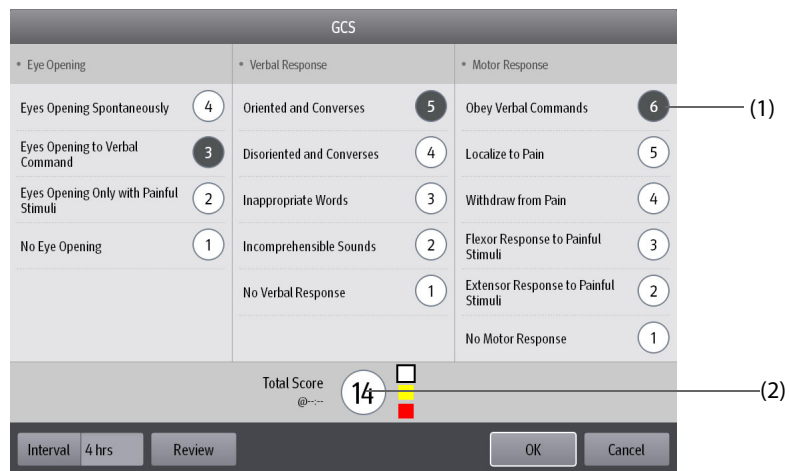 GCS
• Eye Opening
• Verbal Response
• Motor Response
Eyes Opening Spontaneously 4
Oriented and Converses 5
Obey Verbal Commands 6
(1)
Eyes Opening to Verbal
Command 3
Disoriented and Converses 4
Localize to Pain 5
Eyes Opening Only with Painful
Stimuli 2
Inappropriate Words 3
Withdraw from Pain 4
No Eye Opening 1
Incomprehensible Sounds 2
Flexor Response to Painful
Stimuli 3
No Verbal Response 1
Extensor Response to Painful
Stimuli 2
No Motor Response 1
Total Score 14
@--:--
(2)
Interval 4 hrs
Review
OK
Cancel